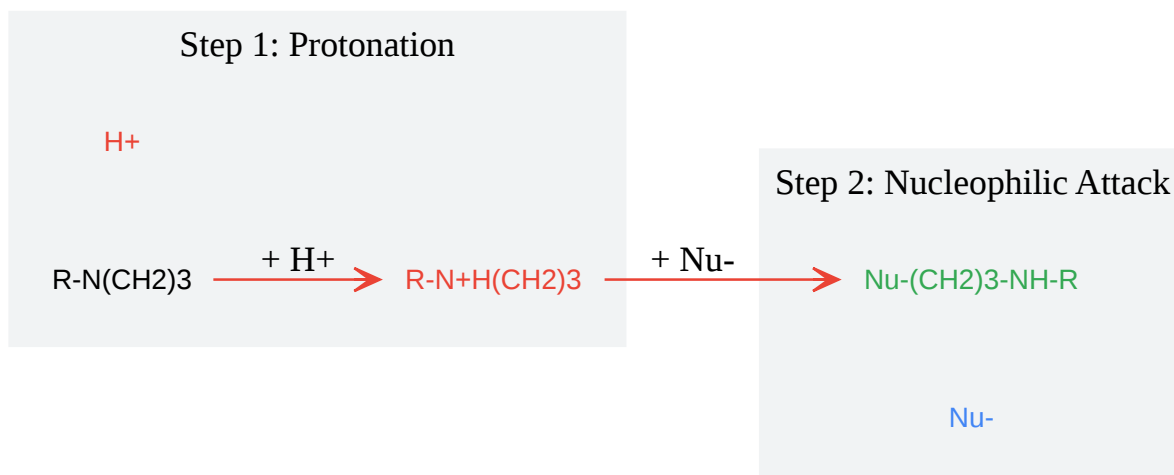 Step 1: Protonation
H+
R-N(CH2)3
+ H+
R-N+H(CH2)3
+ Nu-
Step 2: Nucleophilic Attack
Nu-(CH2)3-NH-R
Nu-